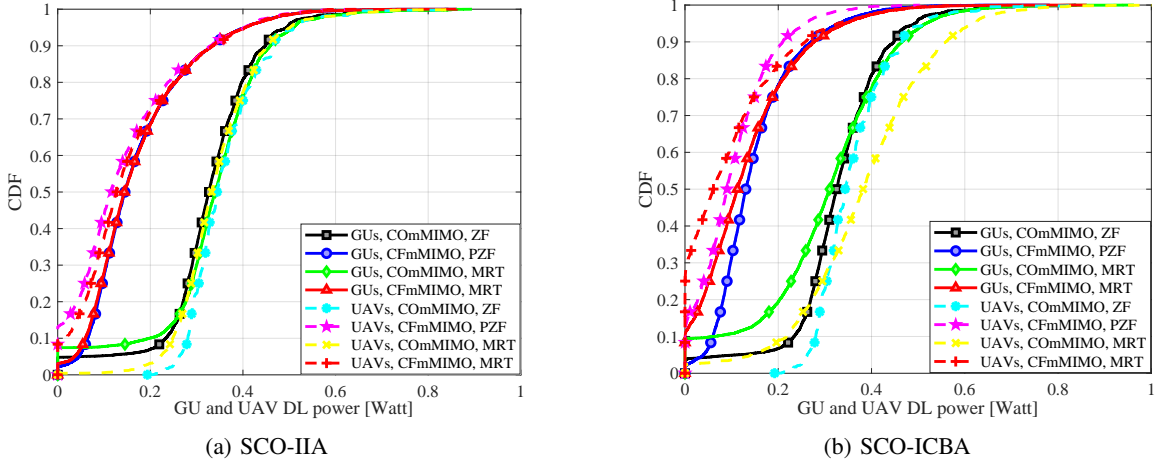 1
0.9
0.8
0.7
0.6
0.5
0.4
0.3
0.2
0.1
0
CDF
0 0.2 0.4 0.6 0.8 1
GU and UAV DL power [Watt]
GUs, COmMIMO, ZF
GUs, CFmMIMO, PZF
GUs, COmMIMO, MRT
GUs, CFmMIMO, MRT
UAVs, COmMIMO, ZF
UAVs, CFmMIMO, PZF
UAVs, COmMIMO, MRT
UAVs, CFmMIMO, MRT
(a) SCO-IIA
1
0.9
0.8
0.7
0.6
0.5
0.4
0.3
0.2
0.1
0
CDF
0 0.2 0.4 0.6 0.8 1
GU and UAV DL power [Watt]
GUs, COmMIMO, ZF
GUs, CFmMIMO, PZF
GUs, COmMIMO, MRT
GUs, CFmMIMO, MRT
UAVs, COmMIMO, ZF
UAVs, CFmMIMO, PZF
UAVs, COmMIMO, MRT
UAVs, CFmMIMO, MRT
(b) SCO-ICBA